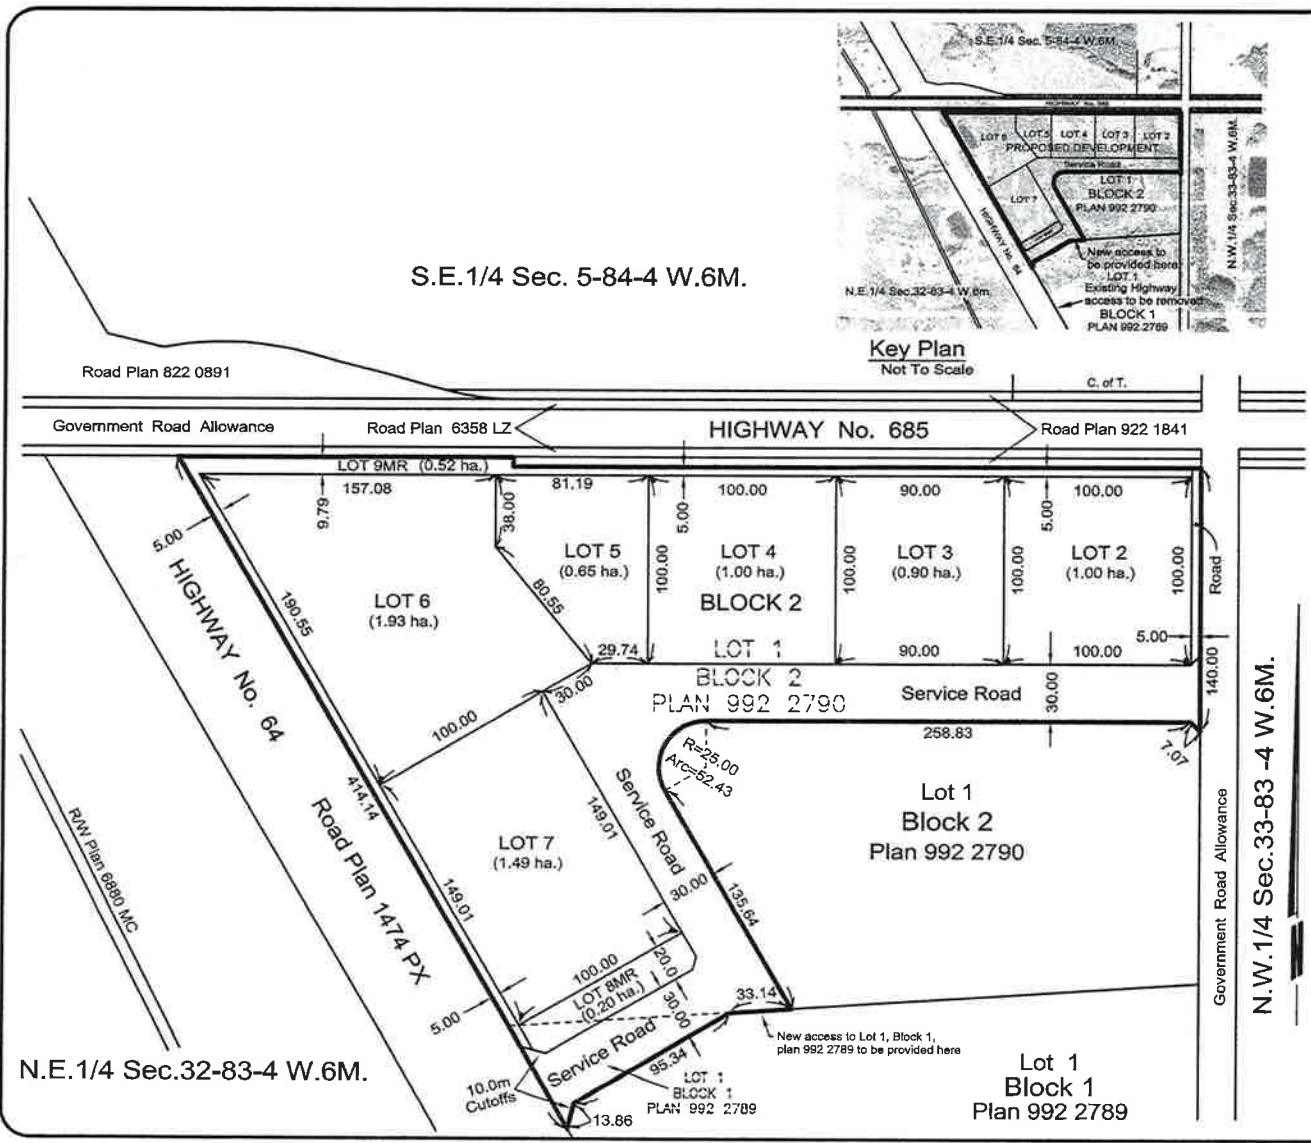 S.E.1/4 Sec. 5-84-4 W.6M.
HIGHWAY No. 685
LOT 6
LOT 5
LOT 4
LOT 3
LOT 2
PROPOSED DEVELOPMENT
Service Road
LOT 1
BLOCK 2
PLAN 992 2790
LOT 7
HIGHWAY No. 64
N.W.1/4 Sec.33-83-4 W.6M.
New access to
be provided here
LOT 1
Existing Highway
access to be removed
BLOCK 1
PLAN 992 2789
N.E.1/4 Sec.32-83-4 W.6m.
Key Plan
Not To Scale
S.E.1/4 Sec. 5-84-4 W.6M.
Road Plan 822 0891
C. of T.
Government Road Allowance
Road Plan 6358 LZ
HIGHWAY No. 685
Road Plan 922 1841
LOT 9MR (0.52 ha.)
157.08
81.19
100.00
90.00
100.00
9.79
38.00
5.00
5.00
5.00
LOT 6
(1.93 ha.)
LOT 5
(0.65 ha.)
LOT 4
(1.00 ha.)
LOT 3
(0.90 ha.)
LOT 2
(1.00 ha.)
100.00
100.00
100.00
100.00
Road
BLOCK 2
80.55
190.55
HIGHWAY No. 64
29.74
LOT 1
BLOCK 2
PLAN 992 2790
90.00
100.00
5.00
140.00
Service Road
30.00
30.00
100.00
258.83
7.07
R=25.00
Arc=52.43
414.14
Road Plan 1474 PX
R/W Plan 6880 MC
LOT 7
(1.49 ha.)
149.01
149.01
Service Road
30.00
135.64
Lot 1
Block 2
Plan 992 2790
Government Road Allowance
N.W.1/4 Sec.33-83 -4 W.6M.
100.00
LOT 8MR
(0.20 ha.)
20.0
30.00
33.14
5.00
Service Road
95.34
New access to Lot 1, Block 1,
plan 992 2789 to be provided here
N.E.1/4 Sec.32-83-4 W.6M.
10.0m
Cutoffs
13.86
LOT 1
BLOCK 1
PLAN 992 2789
Lot 1
Block 1
Plan 992 2789